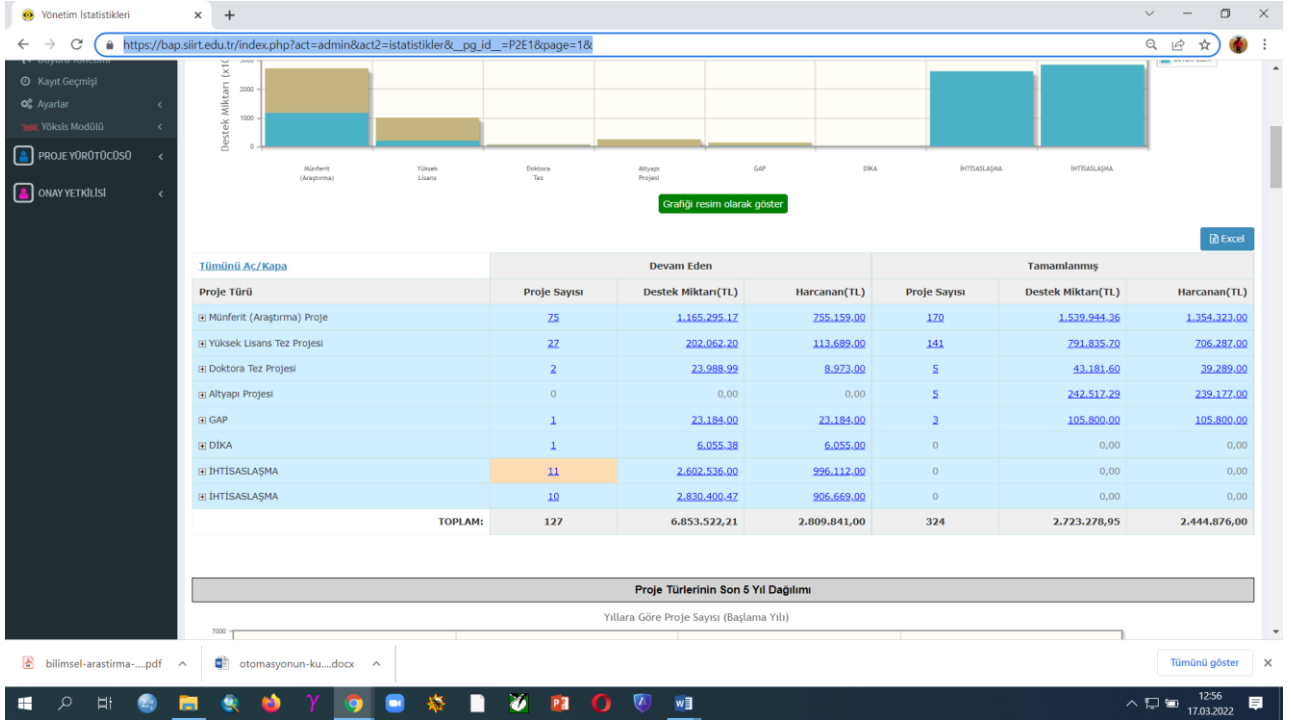 Yönetim İstatistikleri
https://bap.siirt.edu.tr/index.php?act=admin&act2=istatistikler&__pg_id__=P2E1&page=1&
Kayıt Geçmişi
Ayarlar
Yöksis Modülü
PROJE YÜRÜTÜCÜSÜ
ONAY YETKİLİSİ
Destek Miktarı (x10
2000
1000
0
Münferit (Araştırma)
Yüksek Lisans
Doktora Tez
Altyapı Projesi
GAP
DİKA
İHTİSASLAŞMA
İHTİSASLAŞMA
Grafiği resim olarak göster
Excel
Tümünü Aç/Kapa Devam Eden Tamamlanmış
Proje Türü Proje Sayısı Destek Miktarı(TL) Harcanan(TL) Proje Sayısı Destek Miktarı(TL) Harcanan(TL)
Münferit (Araştırma) Proje 75 1.165.295,17 755.159,00 170 1.539.944,36 1.354.323,00
Yüksek Lisans Tez Projesi 27 202.062,20 113.689,00 141 791.835,70 706.287,00
Doktora Tez Projesi 2 23.988,99 8.973,00 5 43.181,60 39.289,00
Altyapı Projesi 0 0,00 0,00 5 242.517,29 239.177,00
GAP 1 23.184,00 23.184,00 3 105.800,00 105.800,00
DİKA 1 6.055,38 6.055,00 0 0,00 0,00
İHTİSASLAŞMA 11 2.602.536,00 996.112,00 0 0,00 0,00
İHTİSASLAŞMA 10 2.830.400,47 906.669,00 0 0,00 0,00
TOPLAM: 127 6.853.522,21 2.809.841,00 324 2.723.278,95 2.444.876,00
Proje Türlerinin Son 5 Yıl Dağılımı
Yıllara Göre Proje Sayısı (Başlama Yılı)
7000
bilimsel-arastirma-....pdf
otomasyonun-ku....docx
Tümünü göster
12:56
17.03.2022